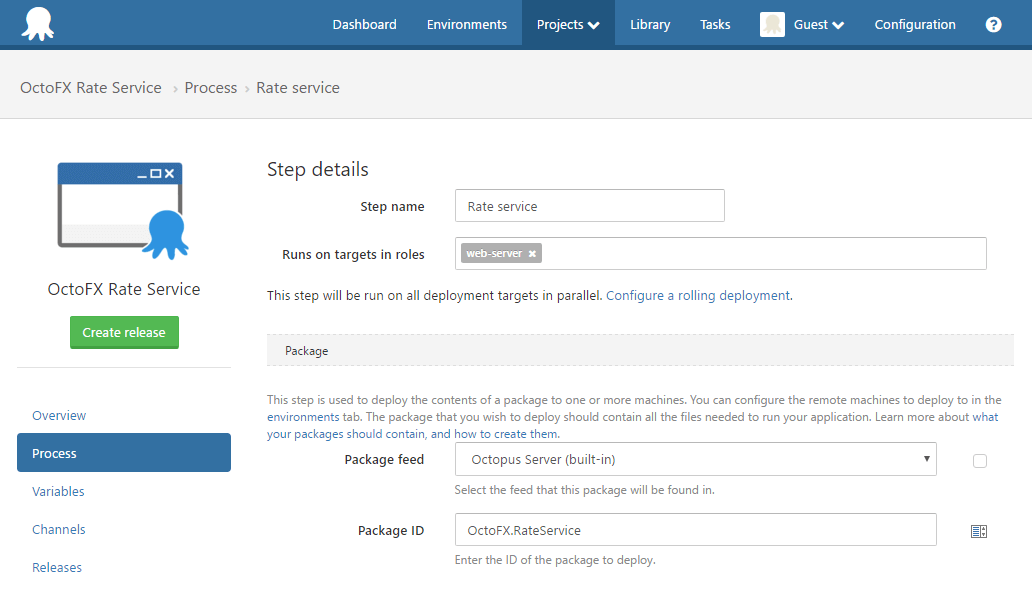 Dashboard Environments Projects Library Tasks Guest Configuration ?
OctoFX Rate Service › Process › Rate service
OctoFX Rate Service
Create release
Overview
Process
Variables
Channels
Releases
Step details
Step name Rate service
Runs on targets in roles web-server ×
This step will be run on all deployment targets in parallel. Configure a rolling deployment.
Package
This step is used to deploy the contents of a package to one or more machines. You can configure the remote machines to deploy to in the
environments tab. The package that you wish to deploy should contain all the files needed to run your application. Learn more about what
your packages should contain, and how to create them.
Package feed Octopus Server (built-in)
Select the feed that this package will be found in.
Package ID OctoFX.RateService
Enter the ID of the package to deploy.